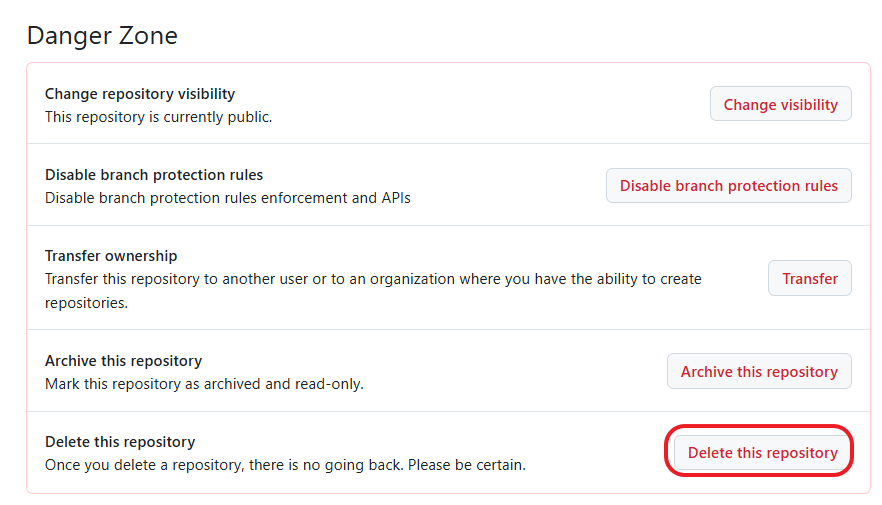 Danger Zone
Change repository visibility
This repository is currently public.
Change visibility
Disable branch protection rules
Disable branch protection rules enforcement and APIs
Disable branch protection rules
Transfer ownership
Transfer this repository to another user or to an organization where you have the ability to create
repositories.
Transfer
Archive this repository
Mark this repository as archived and read-only.
Archive this repository
Delete this repository
Once you delete a repository, there is no going back. Please be certain.
Delete this repository